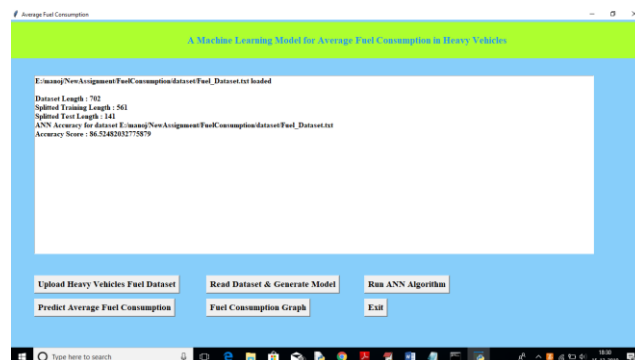 Average Fuel Consumption
A Machine Learning Model for Average Fuel Consumption in Heavy Vehicles
E:/manoj/NewAssignment/FuelConsumption/dataset/Fuel_Dataset.txt loaded
Dataset Length : 702
Splitted Training Length : 561
Splitted Test Length : 141
ANN Accuracy for dataset E:/manoj/NewAssignment/FuelConsumption/dataset/Fuel_Dataset.txt
Accuracy Score : 86.52482032775879
Upload Heavy Vehicles Fuel Dataset
Read Dataset & Generate Model
Run ANN Algorithm
Predict Average Fuel Consumption
Fuel Consumption Graph
Exit
Type here to search
18:30